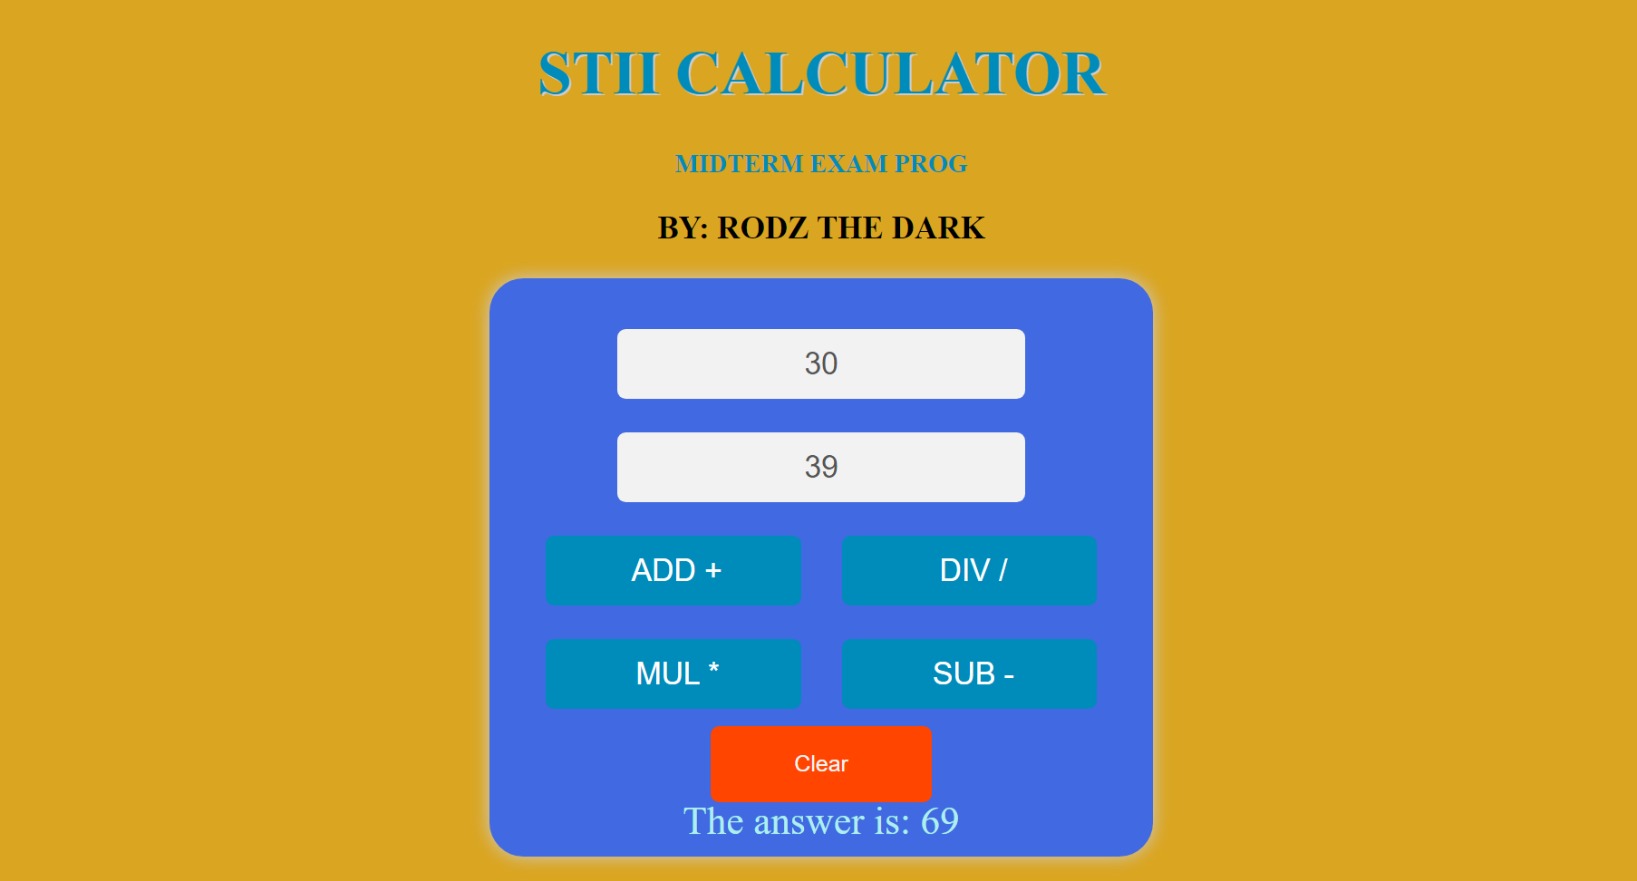 STII CALCULATOR
MIDTERM EXAM PROG
BY: RODZ THE DARK
30
39
ADD + DIV /
MUL * SUB -
Clear
The answer is: 69